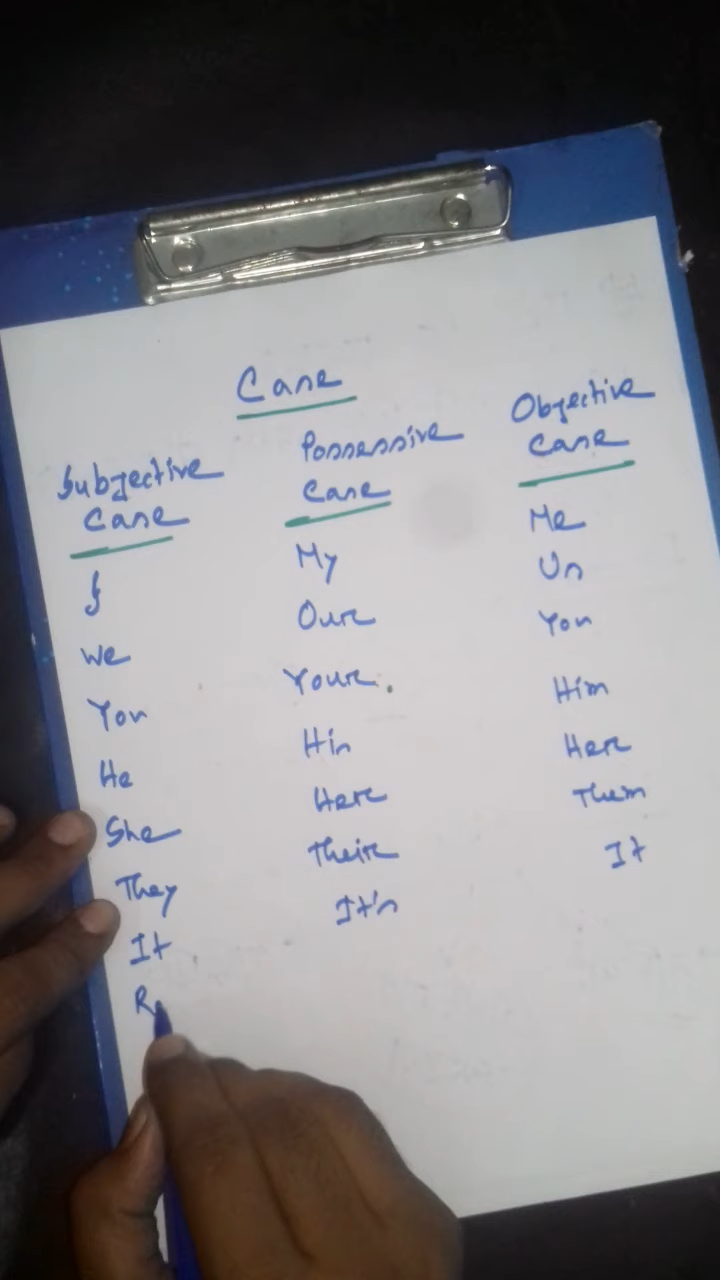 Case
Subjective Case
Possessive Case
Objective Case
I My Me
We Our Us
You Your. You
He His Him
She Her Her
They Their Them
It It's It
R